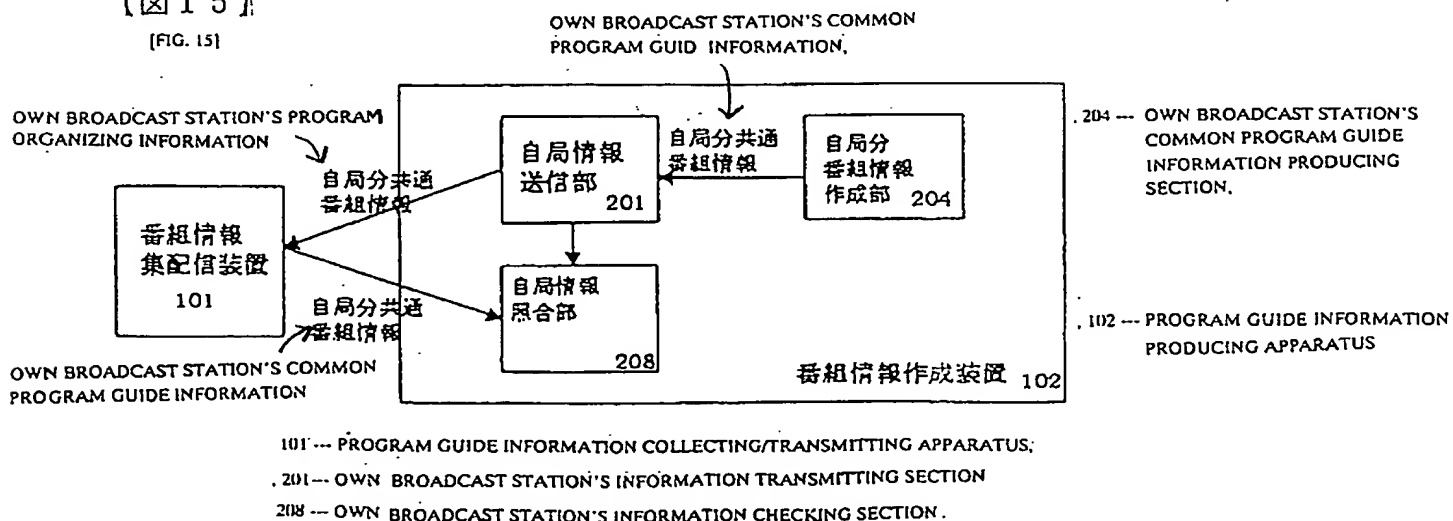 【図15】
[FIG. 15]
OWN BROADCAST STATION'S COMMON
PROGRAM GUID INFORMATION,
OWN BROADCAST STATION'S PROGRAM
ORGANIZING INFORMATION
自局分共通
番組情報
自局情報
送信部
201
自局分共通
番組情報
自局分
番組情報
作成部 204
204 --- OWN BROADCAST STATION'S
COMMON PROGRAM GUIDE
INFORMATION PRODUCING
SECTION.
番組情報
集配信装置
101
自局分共通
番組情報
自局情報
照合部
208
番組情報作成装置 102
102 --- PROGRAM GUIDE INFORMATION
PRODUCING APPARATUS
OWN BROADCAST STATION'S COMMON
PROGRAM GUIDE INFORMATION
101 --- PROGRAM GUIDE INFORMATION COLLECTING/TRANSMITTING APPARATUS;
201 -- OWN BROADCAST STATION'S INFORMATION TRANSMITTING SECTION
208 --- OWN BROADCAST STATION'S INFORMATION CHECKING SECTION.